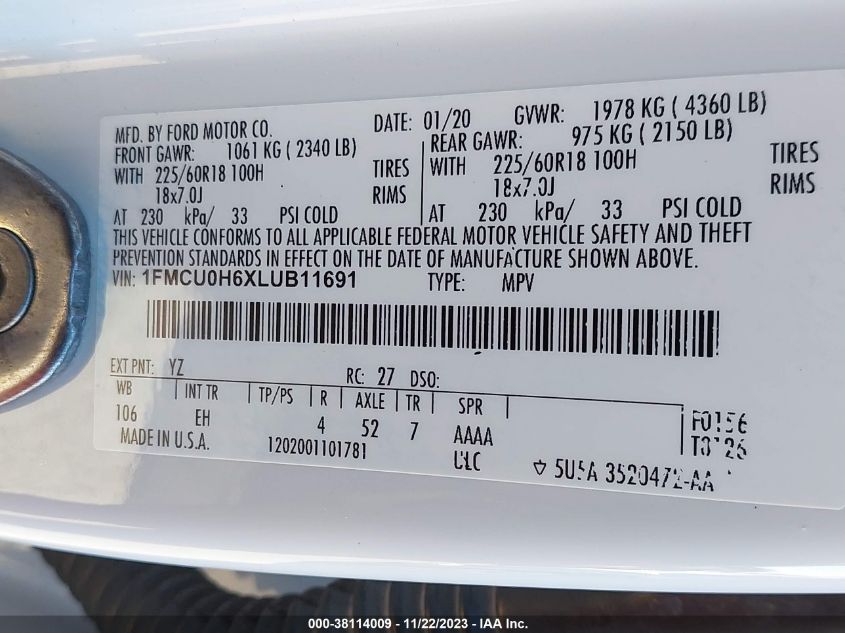 MFD. BY FORD MOTOR CO. DATE: 01/20 GVWR: 1978 KG ( 4360 LB)
FRONT GAWR: 1061 KG ( 2340 LB) REAR GAWR: 975 KG ( 2150 LB)
WITH 225/60R18 100H TIRES WITH 225/60R18 100H TIRES
18x7.0J RIMS 18x7.0J RIMS
AT 230 kPa/ 33 PSI COLD AT 230 kPa/ 33 PSI COLD
THIS VEHICLE CONFORMS TO ALL APPLICABLE FEDERAL MOTOR VEHICLE SAFETY AND THEFT
PREVENTION STANDARDS IN EFFECT ON THE DATE OF MANUFACTURE SHOWN ABOVE.
VIN: 1FMCU0H6XLUB11691 TYPE: MPV
EXT PNT: YZ RC: 27 DSO:
WB INT TR TP/PS R AXLE TR SPR
106 EH 4 52 7 AAAA F0156
MADE IN U.S.A. 1202001101781 T0126
5U5A 3520472-AA
000-38114009 - 11/22/2023 - IAA Inc.